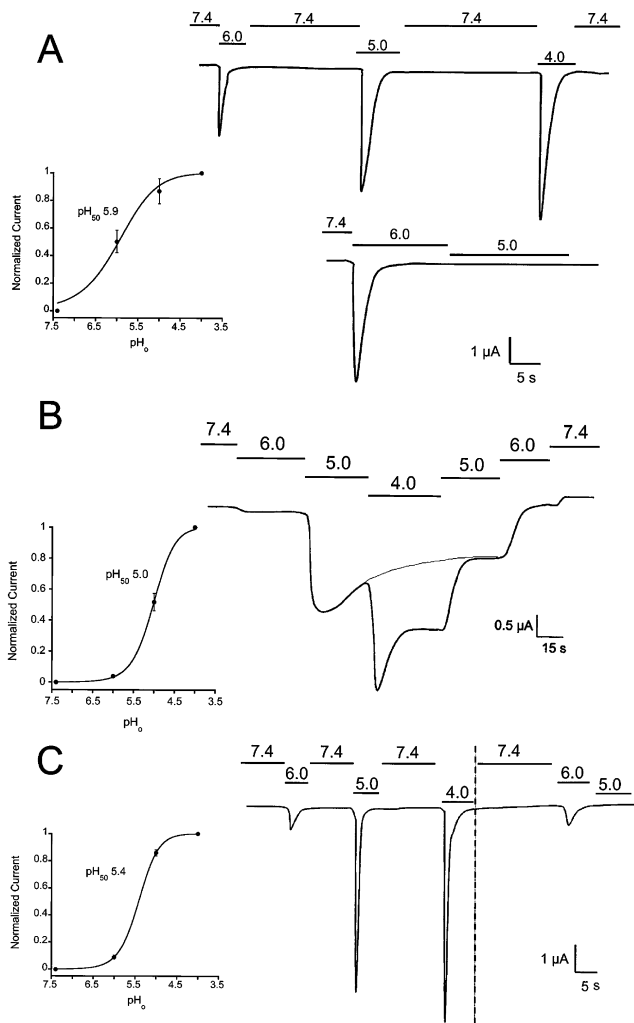 A
7.4 7.4 7.4 7.4
6.0 5.0 4.0
Normalized Current
1
0.8
0.6
0.4
0.2
0
pH50 5.9
7.5 6.5 5.5 4.5 3.5
pHo
7.4
6.0 5.0
1 µA
5 s
B
7.4 7.4
6.0 6.0
5.0 5.0
4.0
Normalized Current
1
0.8
0.6
0.4
0.2
0
pH50 5.0
7.5 6.5 5.5 4.5 3.5
pHo
0.5 µA
15 s
C
7.4 7.4 7.4 7.4
6.0 5.0 4.0 6.0 5.0
Normalized Current
1
0.8
0.6
0.4
0.2
0
pH50 5.4
7.5 6.5 5.5 4.5 3.5
pHo
1 µA
5 s